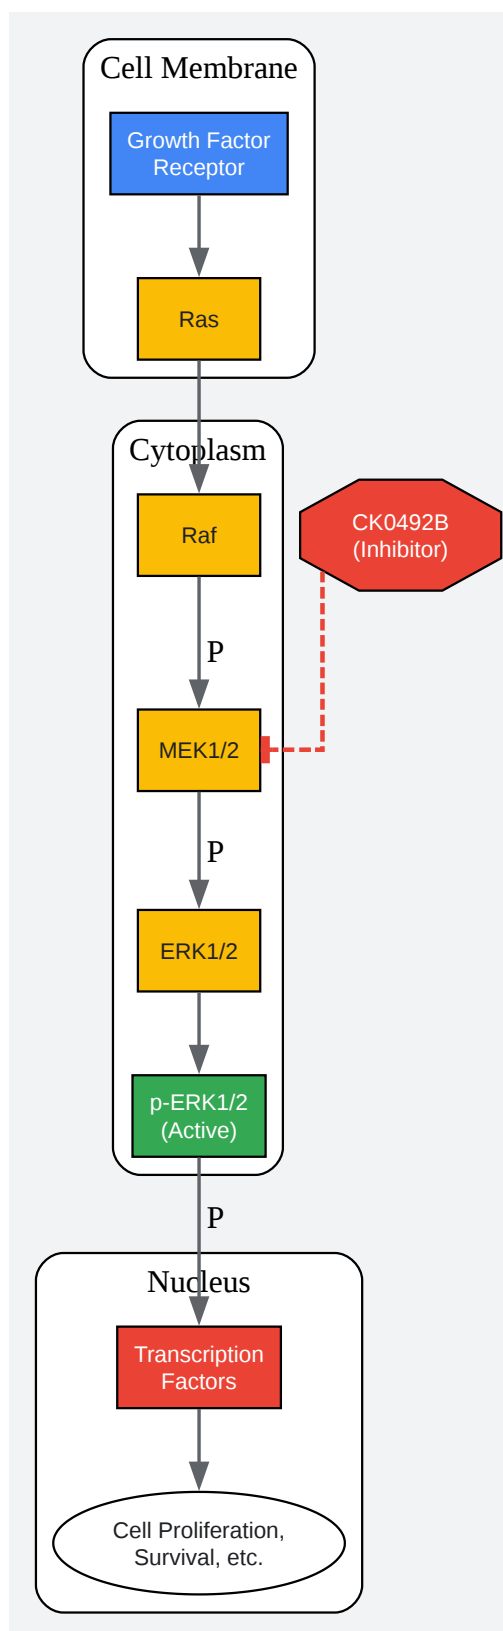 Cell Membrane
Growth Factor
Receptor
Ras
Cytoplasm
Raf
CK0492B
(Inhibitor)
P
MEK1/2
P
ERK1/2
p-ERK1/2
(Active)
P
Nucleus
Transcription
Factors
Cell Proliferation,
Survival, etc.